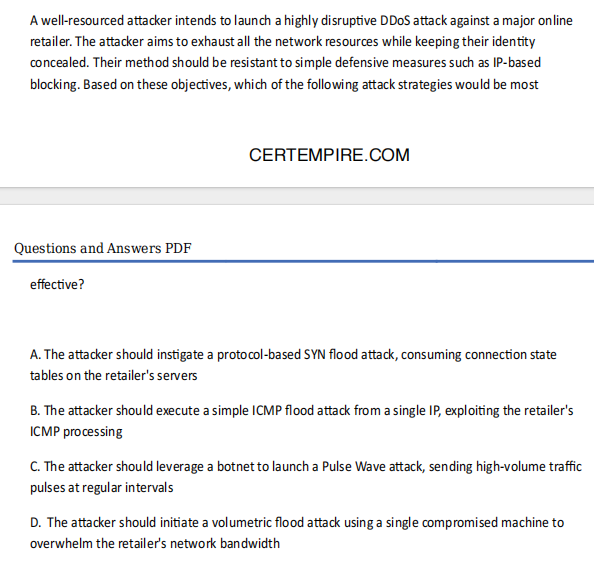 A well-resourced attacker intends to launch a highly disruptive DDoS attack against a major online
retailer. The attacker aims to exhaust all the network resources while keeping their identity
concealed. Their method should be resistant to simple defensive measures such as IP-based
blocking. Based on these objectives, which of the following attack strategies would be most
CERTEMPIRE.COM
Questions and Answers PDF
effective?
A. The attacker should instigate a protocol-based SYN flood attack, consuming connection state
tables on the retailer's servers
B. The attacker should execute a simple ICMP flood attack from a single IP, exploiting the retailer's
ICMP processing
C. The attacker should leverage a botnet to launch a Pulse Wave attack, sending high-volume traffic
pulses at regular intervals
D. The attacker should initiate a volumetric flood attack using a single compromised machine to
overwhelm the retailer's network bandwidth